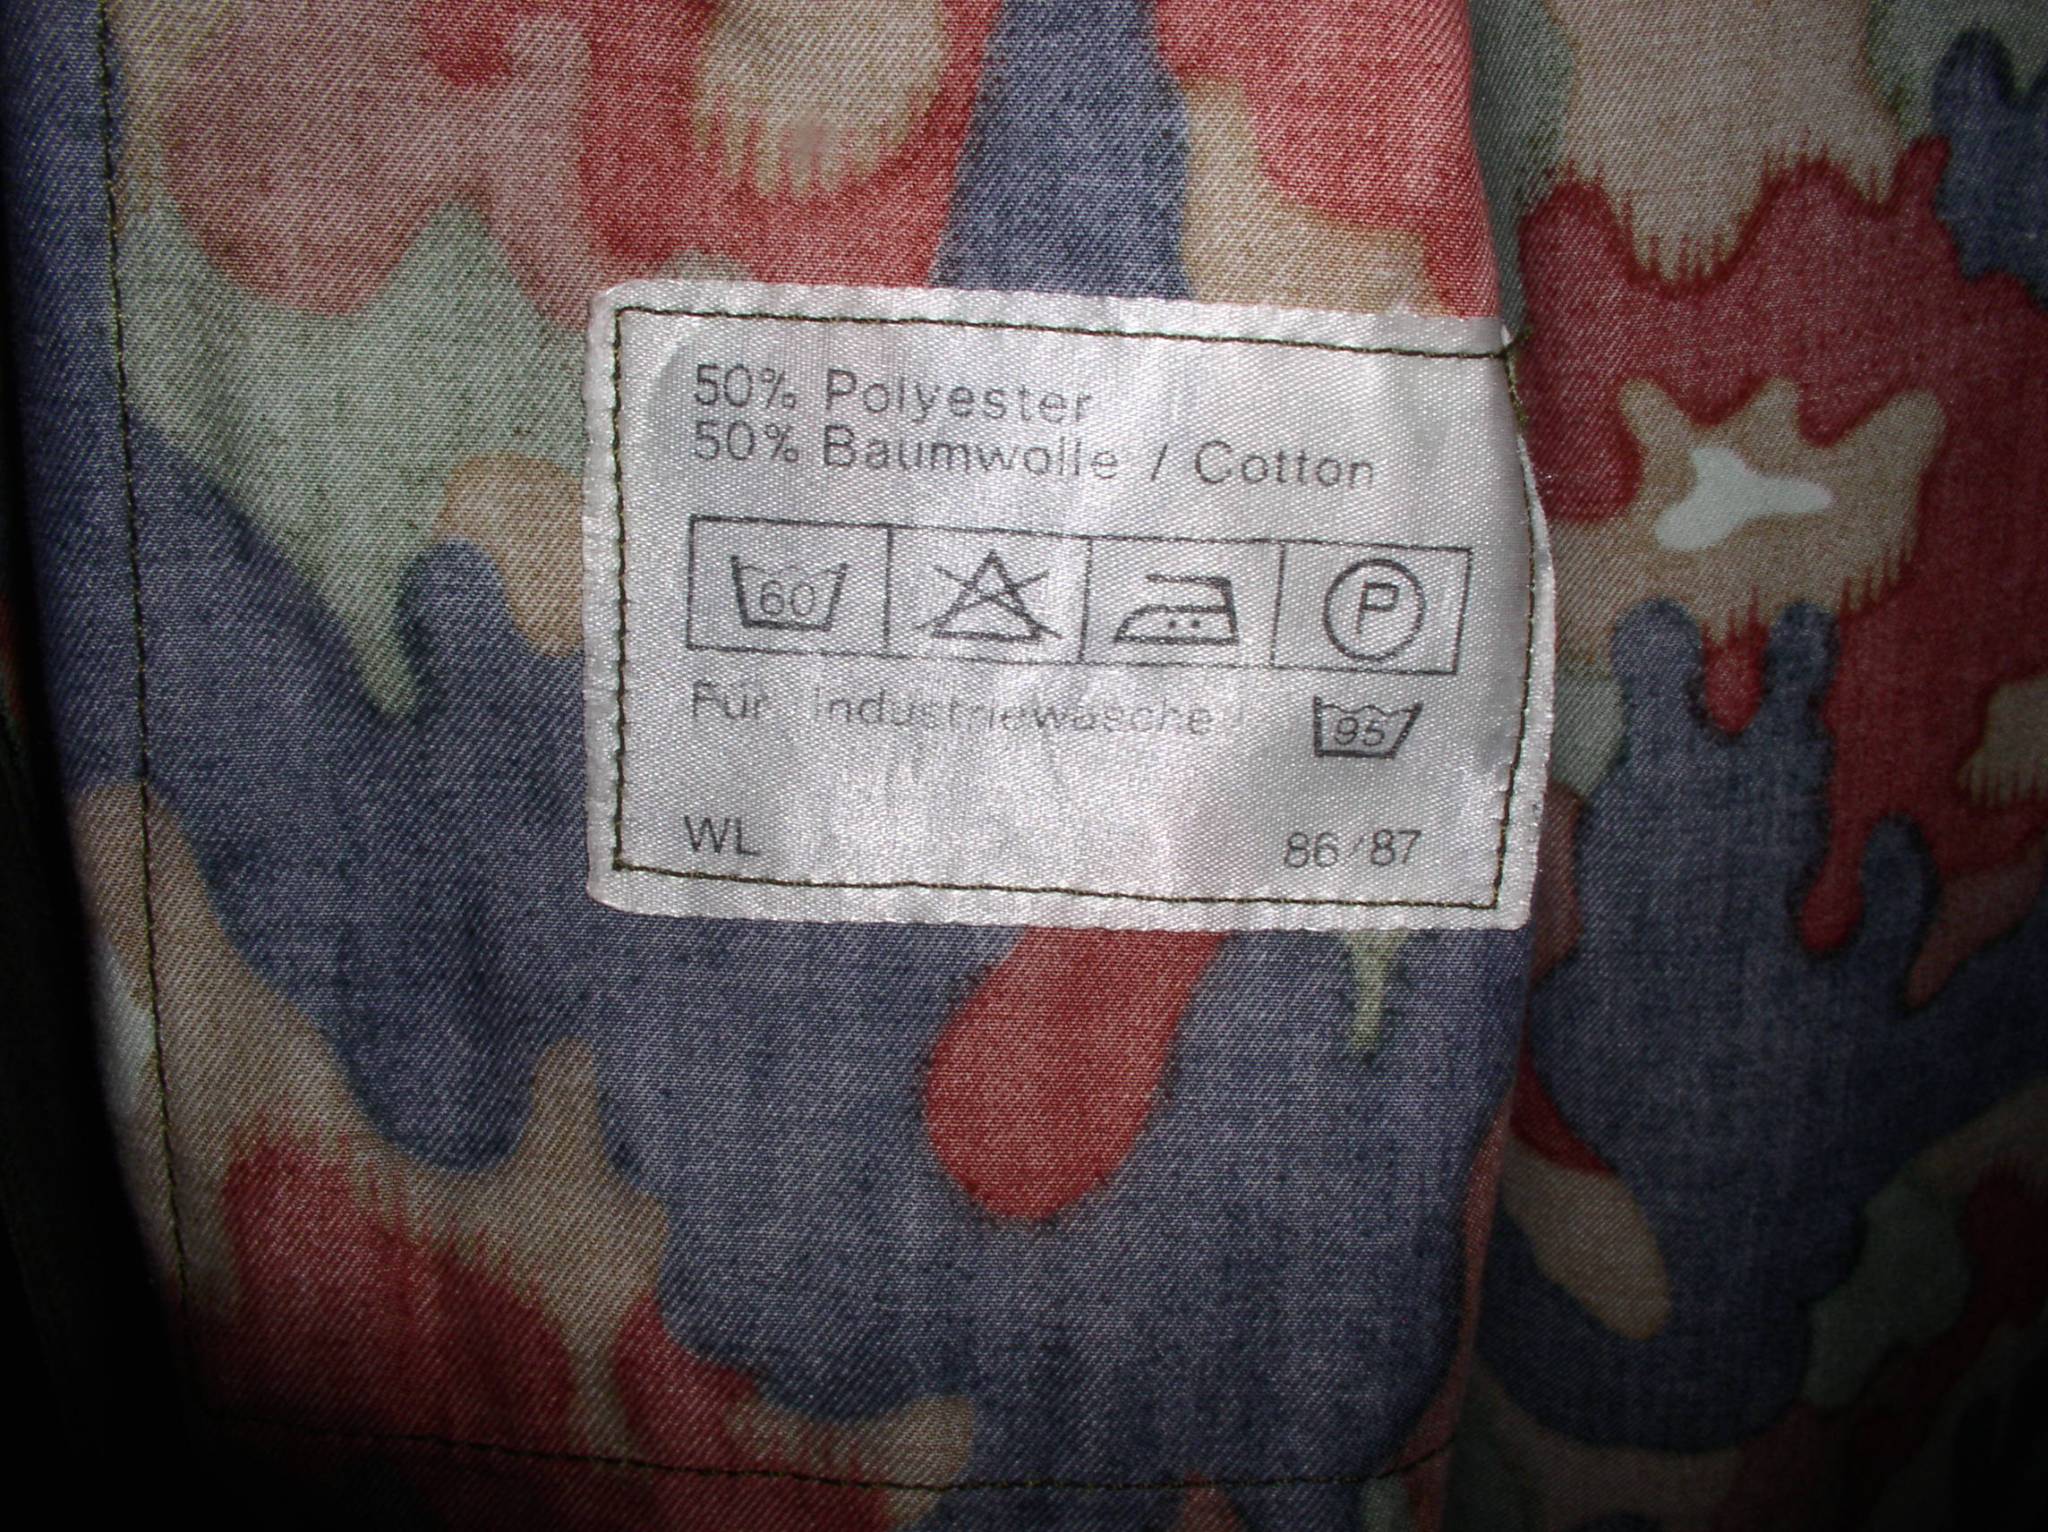 50% Polyester
50% Baumwolle / Cotton
60 P
Für Industriewäsche 95
WL 86/87